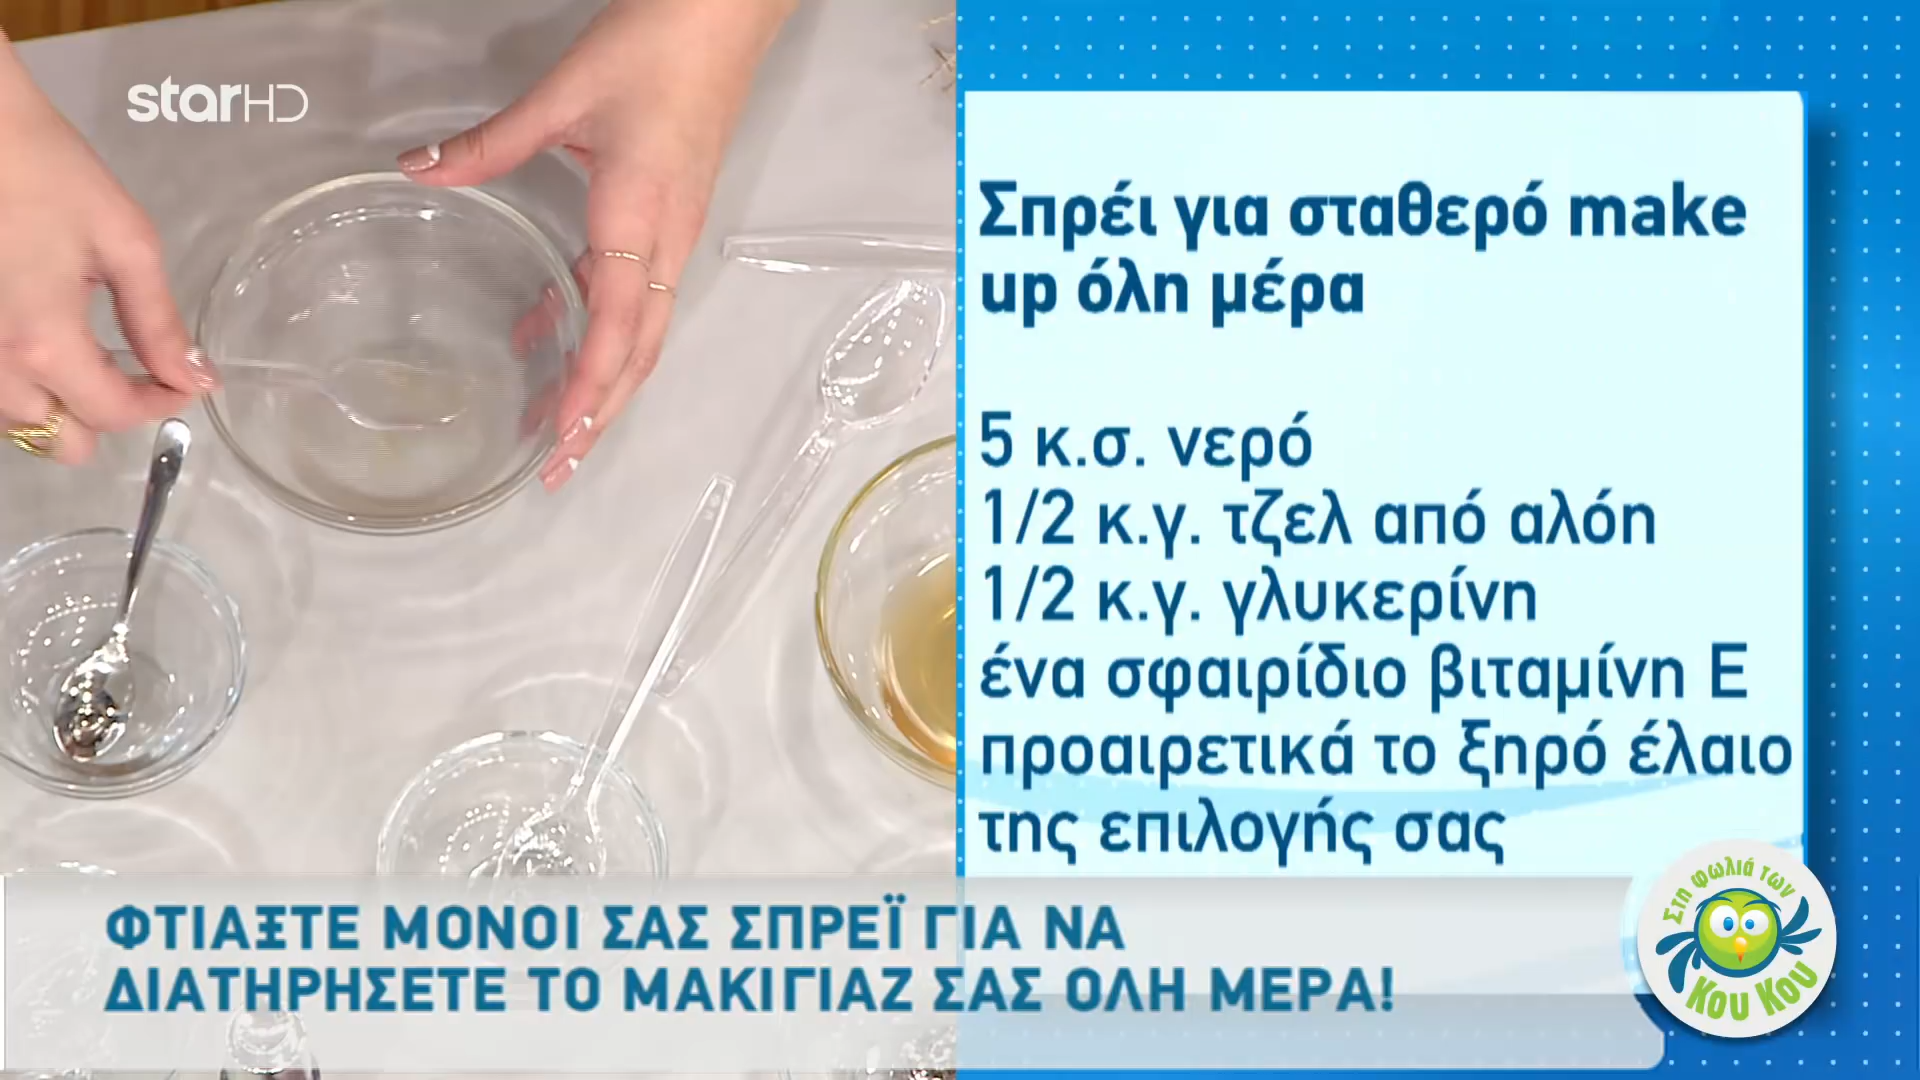 starHD
Σπρέι για σταθερό make
up όλη μέρα
5 κ.σ. νερό
1/2 κ.γ. τζελ από αλόη
1/2 κ.γ. γλυκερίνη
ένα σφαιρίδιο βιταμίνη Ε
προαιρετικά το ξηρό έλαιο
της επιλογής σας
ΦΤΙΑΞΤΕ ΜΟΝΟΙ ΣΑΣ ΣΠΡΕΪ ΓΙΑ ΝΑ
ΔΙΑΤΗΡΗΣΕΤΕ ΤΟ ΜΑΚΙΓΙΑΖ ΣΑΣ ΟΛΗ ΜΕΡΑ!
Στη φωλιά των
Κου Κου